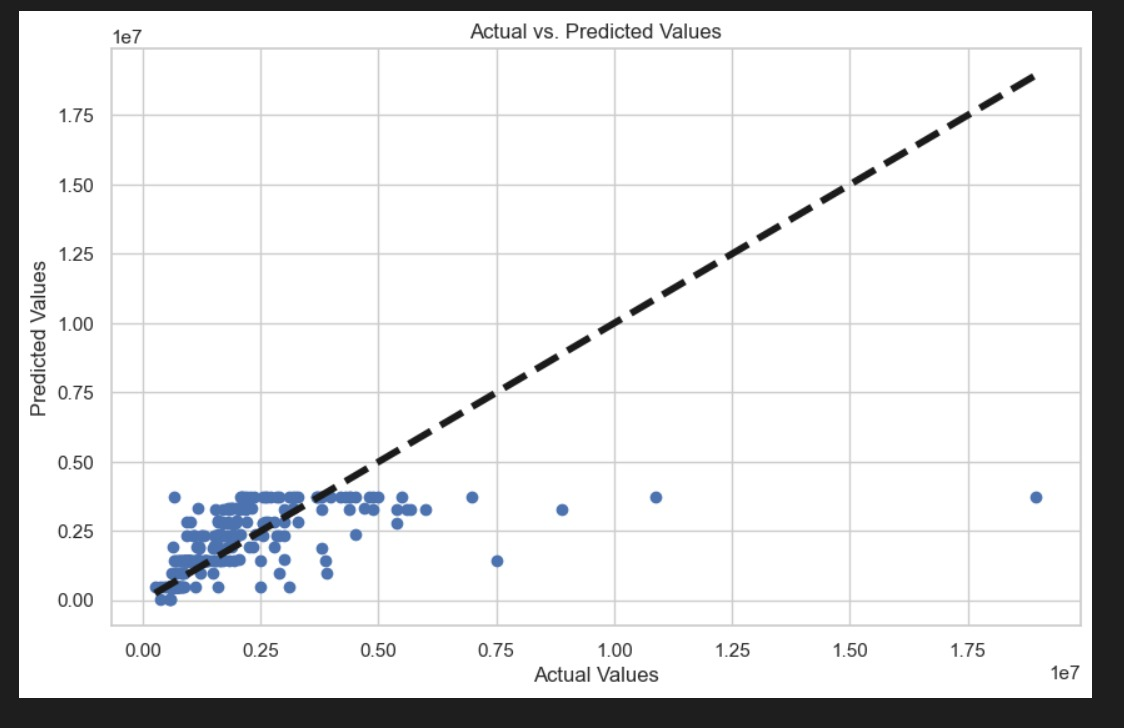 Actual vs. Predicted Values
1e7
1.75
1.50
1.25
1.00
0.75
0.50
0.25
0.00
Predicted Values
0.00 0.25 0.50 0.75 1.00 1.25 1.50 1.75
1e7
Actual Values